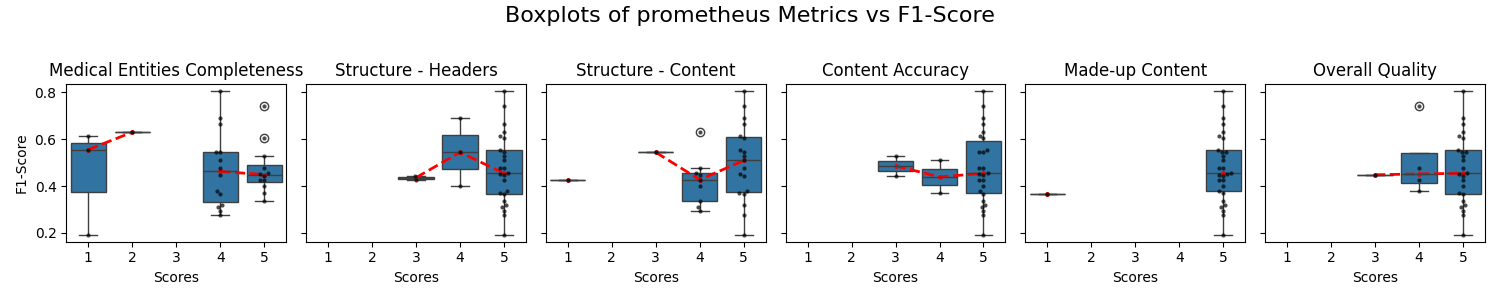 Boxplots of prometheus Metrics vs F1-Score
Medical Entities Completeness
Structure - Headers
Structure - Content
Content Accuracy
Made-up Content
Overall Quality
F1-Score
0.8
0.6
0.4
0.2
1 2 3 4 5
1 2 3 4 5
1 2 3 4 5
1 2 3 4 5
1 2 3 4 5
1 2 3 4 5
Scores
Scores
Scores
Scores
Scores
Scores